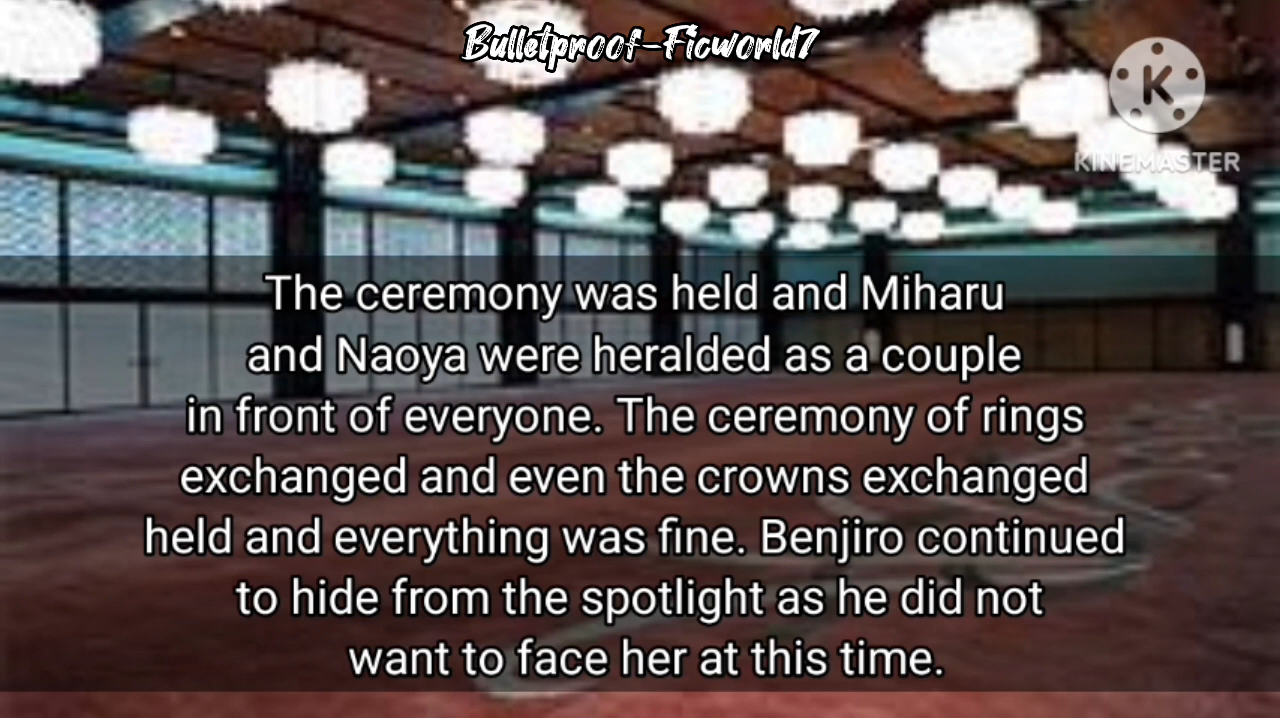 Bulletproof-Ficworld7
K
KINEMASTER
The ceremony was held and Miharu
and Naoya were heralded as a couple
in front of everyone. The ceremony of rings
exchanged and even the crowns exchanged
held and everything was fine. Benjiro continued
to hide from the spotlight as he did not
want to face her at this time.